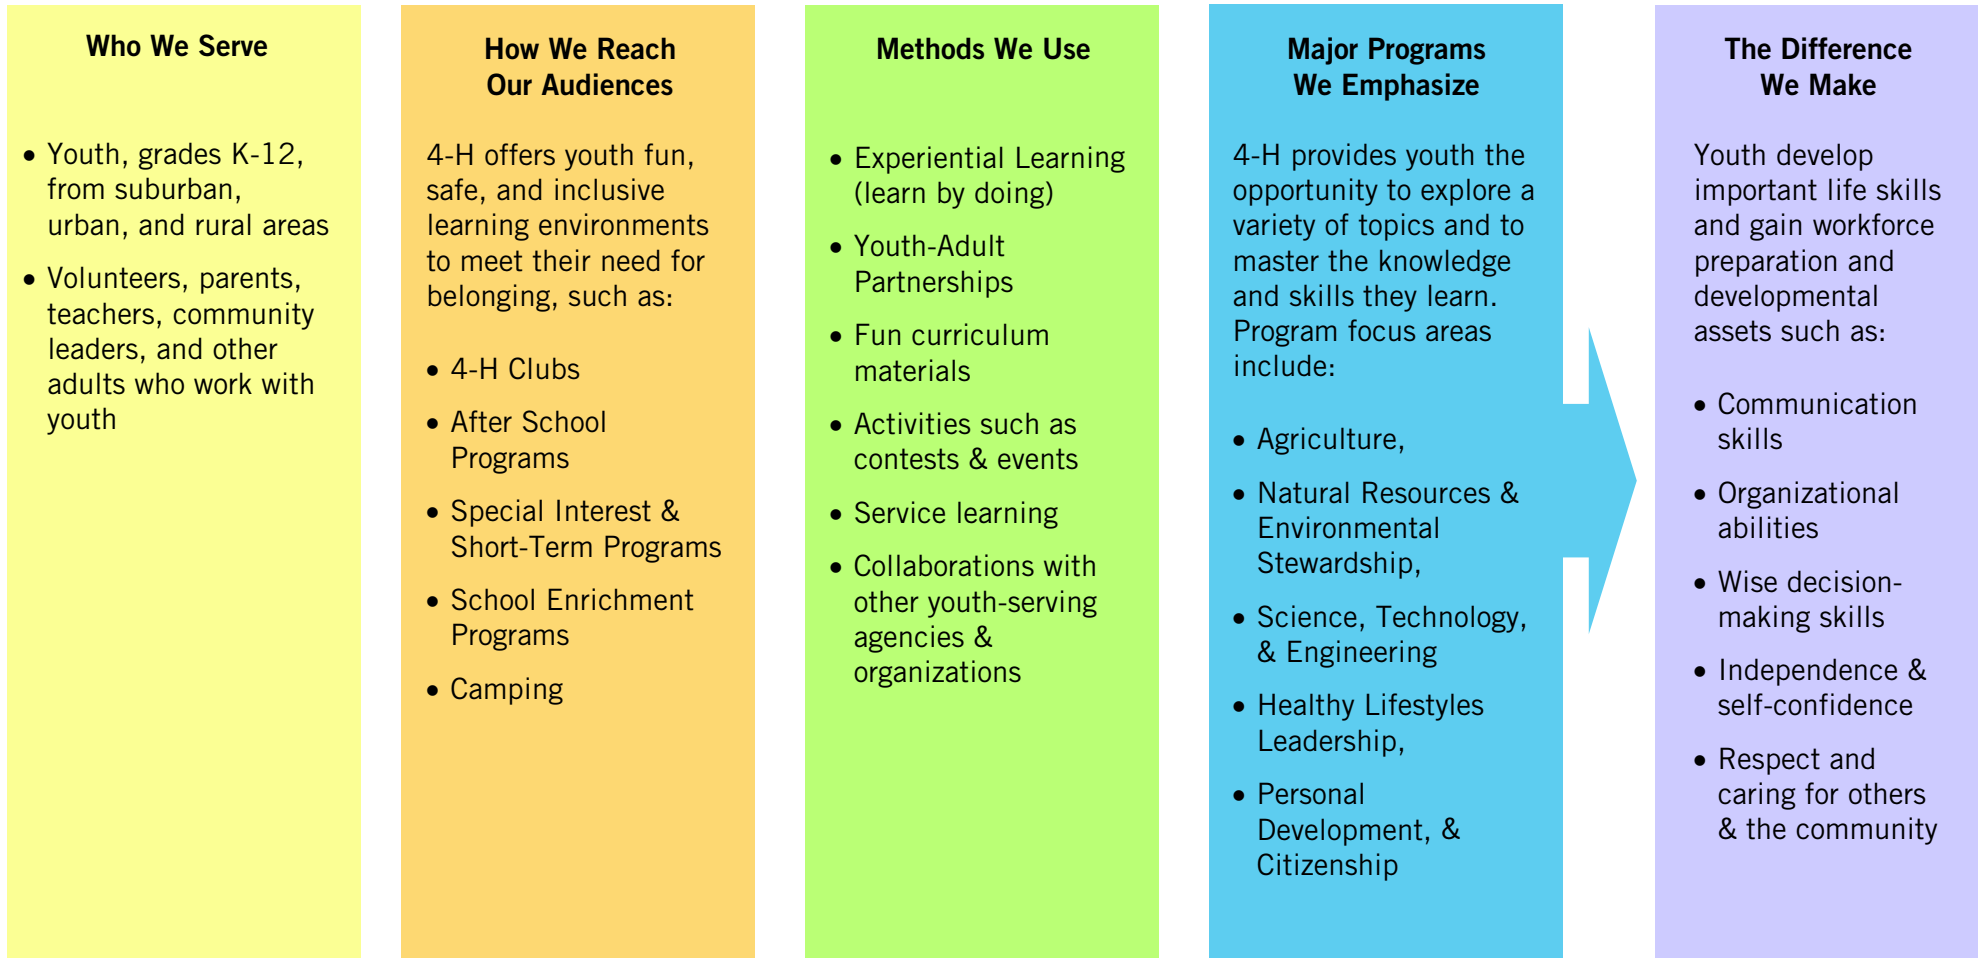 Who We Serve
• Youth, grades K-12,
from suburban,
urban, and rural areas
• Volunteers, parents,
teachers, community
leaders, and other
adults who work with
youth
How We Reach
Our Audiences
4-H offers youth fun,
safe, and inclusive
learning environments
to meet their need for
belonging, such as:
• 4-H Clubs
• After School
Programs
• Special Interest &
Short-Term Programs
• School Enrichment
Programs
• Camping
Methods We Use
• Experiential Learning
(learn by doing)
• Youth-Adult
Partnerships
• Fun curriculum
materials
• Activities such as
contests & events
• Service learning
• Collaborations with
other youth-serving
agencies &
organizations
Major Programs
We Emphasize
4-H provides youth the
opportunity to explore a
variety of topics and to
master the knowledge
and skills they learn.
Program focus areas
include:
• Agriculture,
• Natural Resources &
Environmental
Stewardship,
• Science, Technology,
& Engineering
• Healthy Lifestyles
Leadership,
• Personal
Development, &
Citizenship
The Difference
We Make
Youth develop
important life skills
and gain workforce
preparation and
developmental
assets such as:
• Communication
skills
• Organizational
abilities
• Wise decision-
making skills
• Independence &
self-confidence
• Respect and
caring for others
& the community